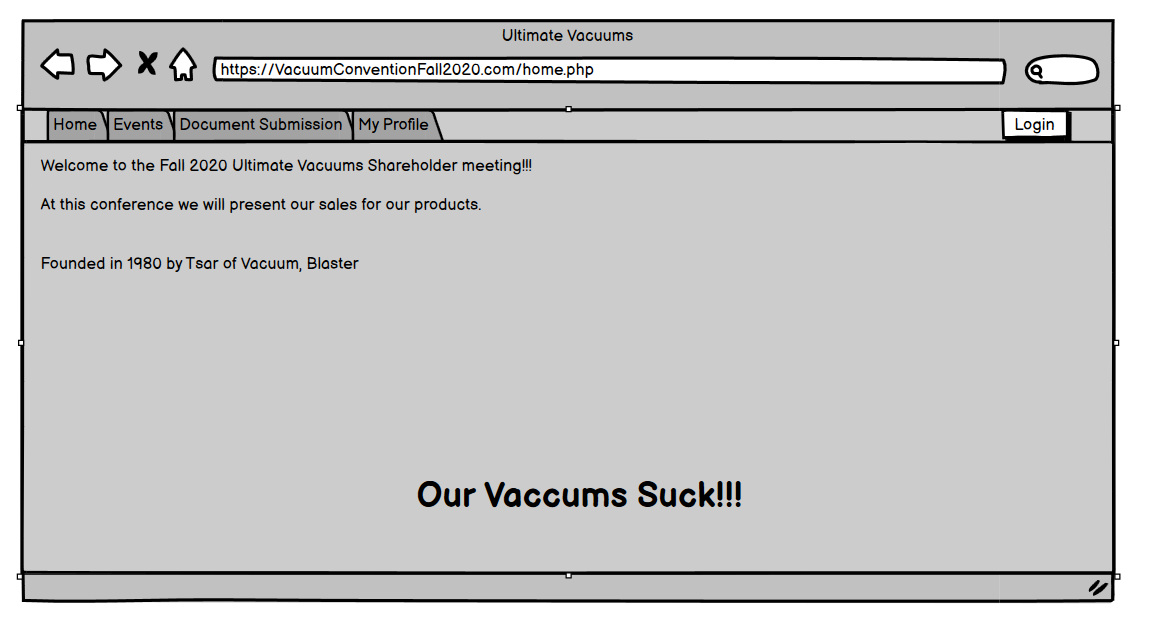 Ultimate Vacuums
https://VacuumConventionFall2020.com/home.php
Home Events Document Submission My Profile Login
Welcome to the Fall 2020 Ultimate Vacuums Shareholder meeting!!!
At this conference we will present our sales for our products.
Founded in 1980 by Tsar of Vacuum, Blaster
Our Vaccums Suck!!!